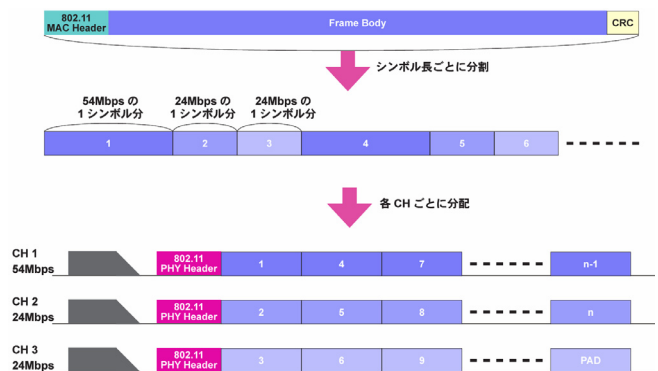 802.11
MAC Header
Frame Body
CRC
シンボル長ごとに分割
54Mbps の
1 シンボル分
24Mbps の
1 シンボル分
24Mbps の
1 シンボル分
1
2
3
4
5
6
各 CH ごとに分配
CH 1
54Mbps
802.11
PHY Header
1
4
7
n-1
CH 2
24Mbps
802.11
PHY Header
2
5
8
n
CH 3
24Mbps
802.11
PHY Header
3
6
9
PAD